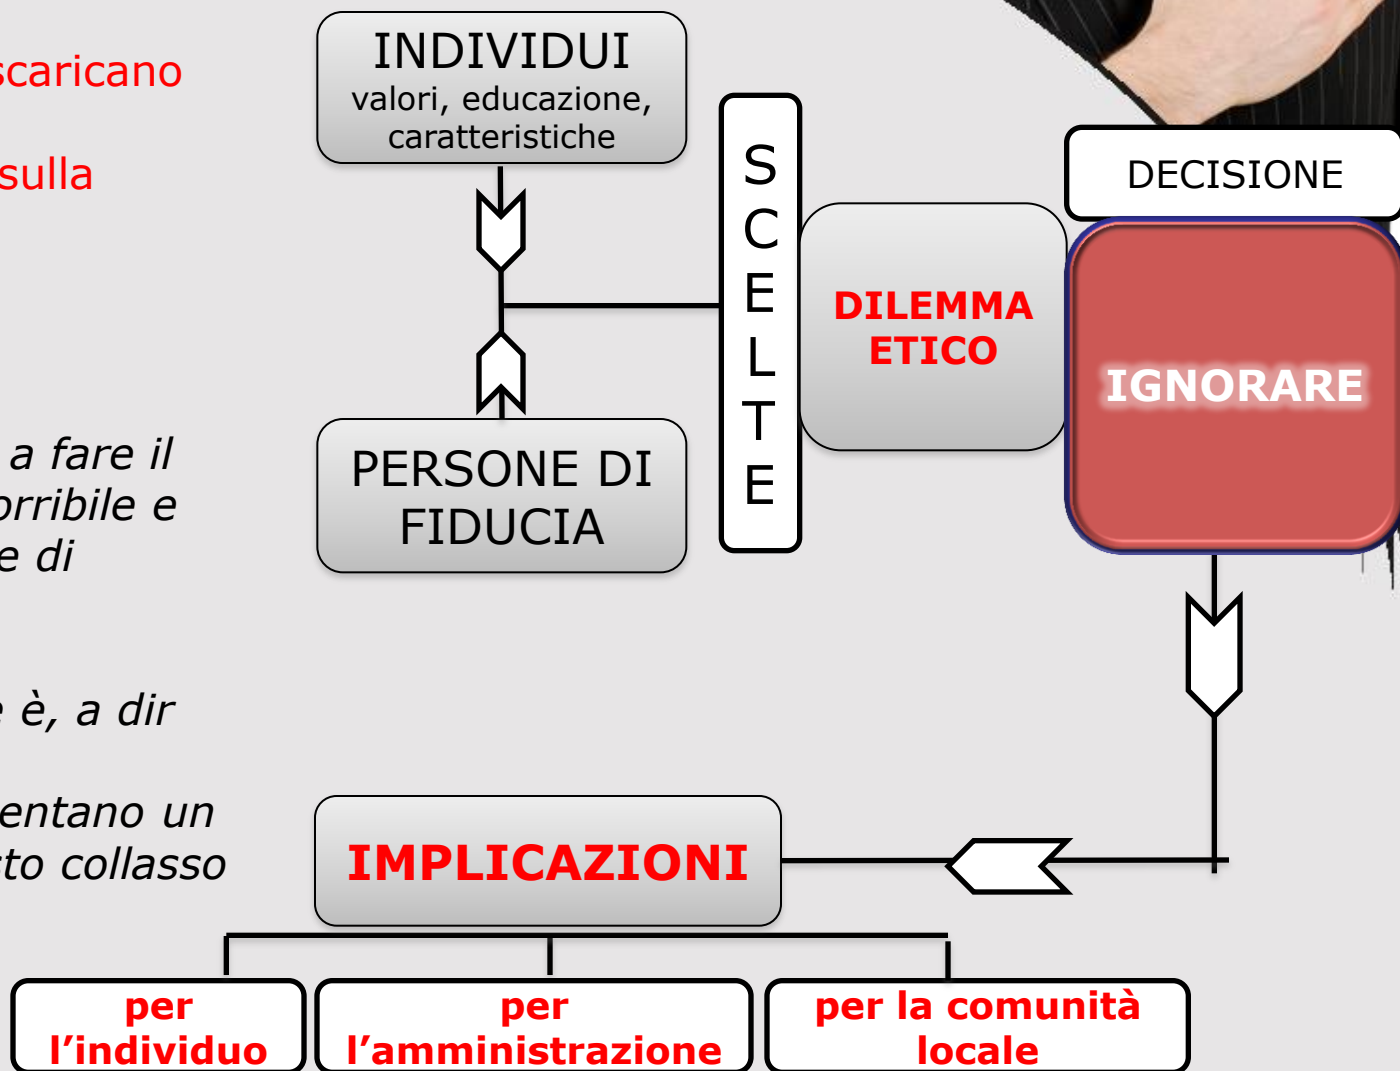 scaricano
sulla
a fare il
orribile e
e di
e è, a dir
entano un
sto collasso
INDIVIDUI
valori, educazione,
caratteristiche
PERSONE DI
FIDUCIA
S
C
E
L
T
E
DILEMMA
ETICO
DECISIONE
IGNORARE
IMPLICAZIONI
per
l’individuo
per
l’amministrazione
per la comunità
locale